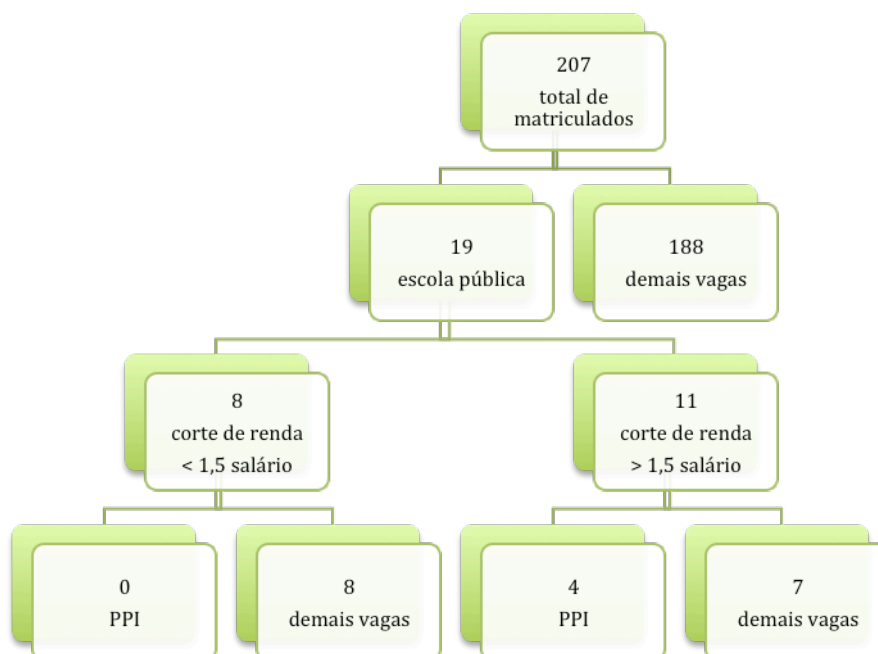 207
total de
matriculados
19
escola pública
188
demais vagas
8
corte de renda
< 1,5 salário
11
corte de renda
> 1,5 salário
0
PPI
8
demais vagas
4
PPI
7
demais vagas